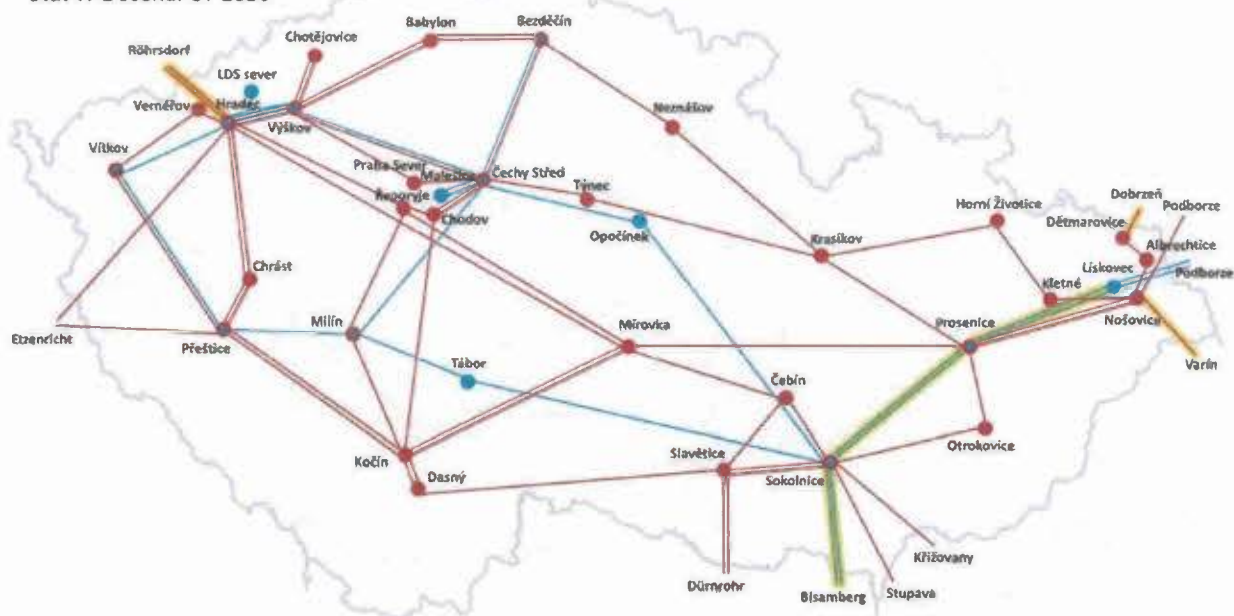 Babylon
Bezděčín
Chotějovice
Röhrsdorf
LDS sever
Vernéřov
Hradec
Výškov
Neznášov
Vítkov
Praha Sever
Malešice
Čechy Střed
Řeporyje
Týnec
Chodov
Opočínek
Horní Životice
Dobrzeň
Podborze
Dětmarovice
Albrechtice
Krasíkov
Lískovec
Podborze
Chrást
Kletné
Nošovice
Etzenricht
Přeštice
Milín
Mírovka
Prosenice
Varín
Tábor
Čebín
Otrokovice
Kočín
Dasný
Slavětice
Sokolnice
Křižovany
Dürnrohr
Bisamberg
Stupava